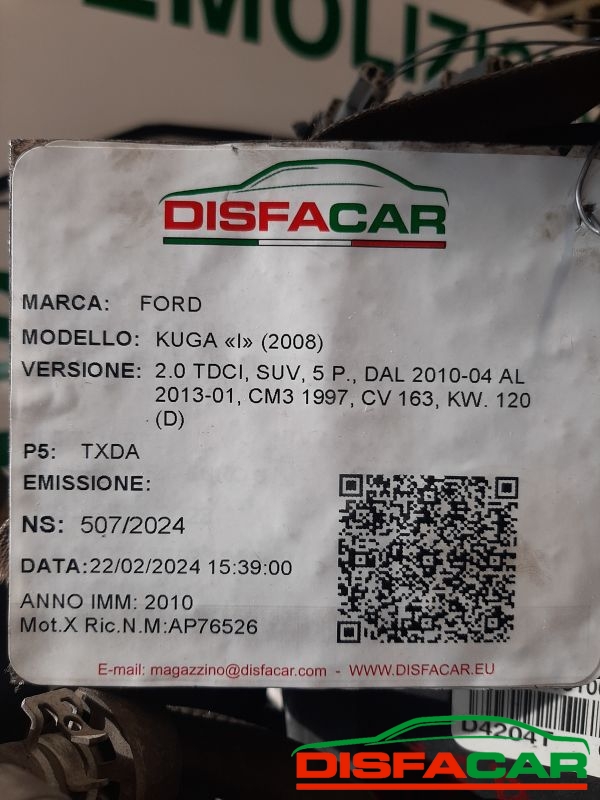 EMOLIZI
DISFACAR
MARCA: FORD
MODELLO: KUGA «I» (2008)
VERSIONE: 2.0 TDCI, SUV, 5 P., DAL 2010-04 AL
2013-01, CM3 1997, CV 163, KW. 120
(D)
P5: TXDA
EMISSIONE:
NS: 507/2024
DATA:22/02/2024 15:39:00
ANNO IMM: 2010
Mot.X Ric.N.M:AP76526
E-mail: magazzino@disfacar.com - WWW.DISFACAR.EU
D4204T
DISFACAR